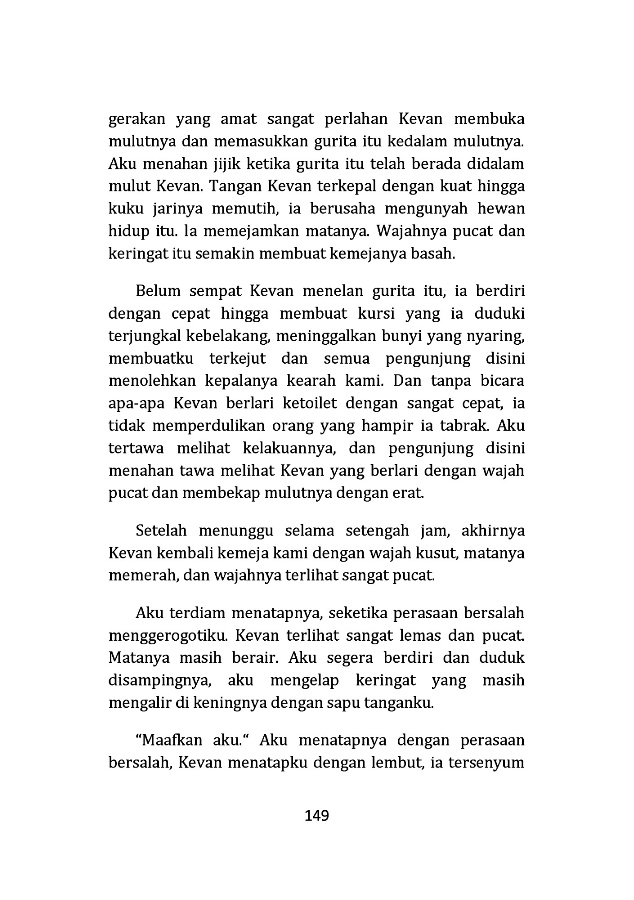 gerakan yang amat sangat perlahan Kevan membuka
mulutnya dan memasukkan gurita itu kedalam mulutnya.
Aku menahan jijik ketika gurita itu telah berada didalam
mulut Kevan. Tangan Kevan terkepal dengan kuat hingga
kuku jarinya memutih, ia berusaha mengunyah hewan
hidup itu. Ia memejamkan matanya. Wajahnya pucat dan
keringat itu semakin membuat kemejanya basah.
Belum sempat Kevan menelan gurita itu, ia berdiri
dengan cepat hingga membuat kursi yang ia duduki
terjungkal kebelakang, meninggalkan bunyi yang nyaring,
membuatku terkejut dan semua pengunjung disini
menolehkan kepalanya kearah kami. Dan tanpa bicara
apa-apa Kevan berlari ketoilet dengan sangat cepat, ia
tidak memperdulikan orang yang hampir ia tabrak. Aku
tertawa melihat kelakuannya, dan pengunjung disini
menahan tawa melihat Kevan yang berlari dengan wajah
pucat dan membekap mulutnya dengan erat.
Setelah menunggu selama setengah jam, akhirnya
Kevan kembali kemeja kami dengan wajah kusut, matanya
memerah, dan wajahnya terlihat sangat pucat.
Aku terdiam menatapnya, seketika perasaan bersalah
menggerogotiku. Kevan terlihat sangat lemas dan pucat.
Matanya masih berair. Aku segera berdiri dan duduk
disampingnya, aku mengelap keringat yang masih
mengalir di keningnya dengan sapu tanganku.
“Maafkan aku.“ Aku menatapnya dengan perasaan
bersalah, Kevan menatapku dengan lembut, ia tersenyum
149